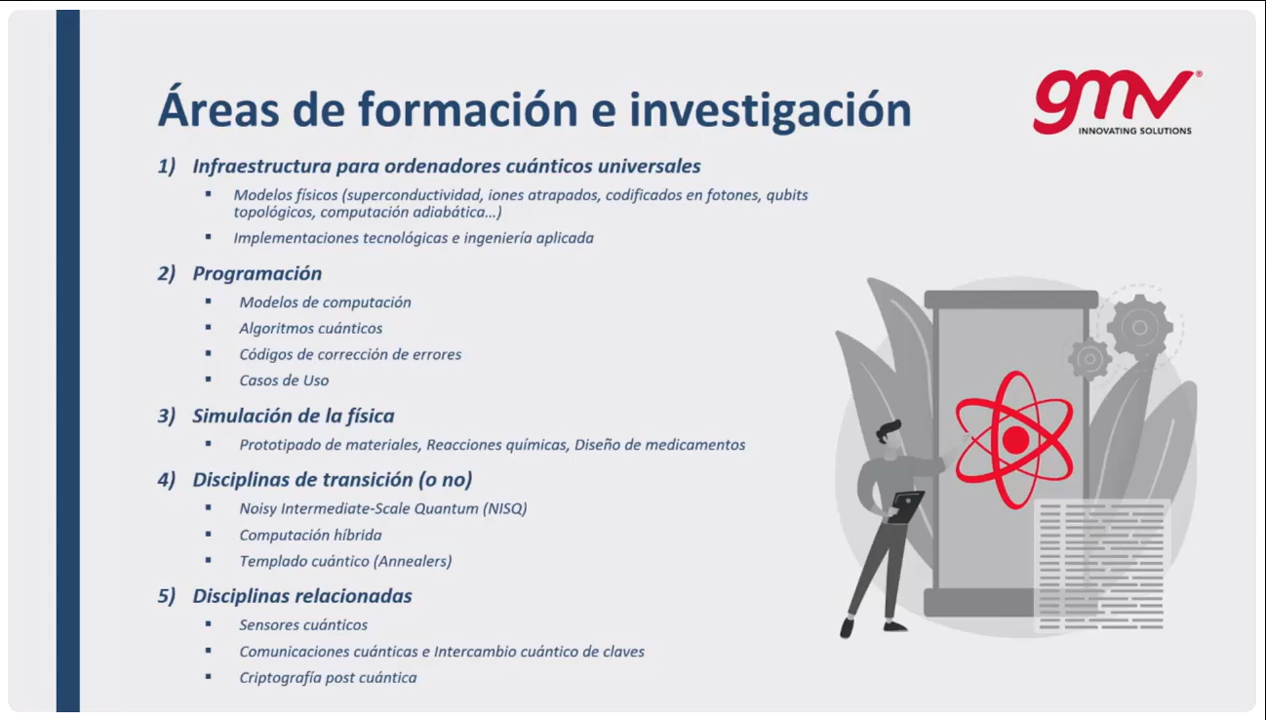 Áreas de formación e investigación
gmv®
INNOVATING SOLUTIONS
1) Infraestructura para ordenadores cuánticos universales
▪ Modelos físicos (superconductividad, iones atrapados, codificados en fotones, qubits
topológicos, computación adiabática...)
▪ Implementaciones tecnológicas e ingeniería aplicada
2) Programación
▪ Modelos de computación
▪ Algoritmos cuánticos
▪ Códigos de corrección de errores
▪ Casos de Uso
3) Simulación de la física
▪ Prototipado de materiales, Reacciones químicas, Diseño de medicamentos
4) Disciplinas de transición (o no)
▪ Noisy Intermediate-Scale Quantum (NISQ)
▪ Computación híbrida
▪ Templado cuántico (Annealers)
5) Disciplinas relacionadas
▪ Sensores cuánticos
▪ Comunicaciones cuánticas e Intercambio cuántico de claves
▪ Criptografía post cuántica